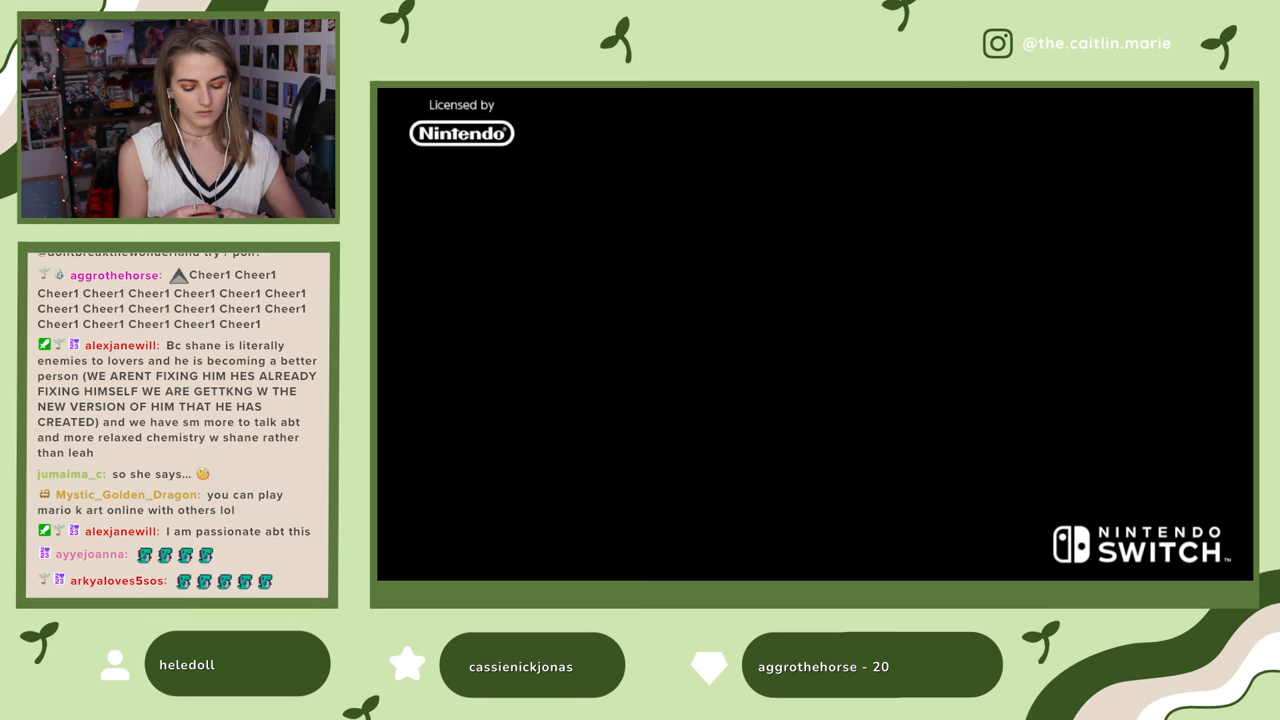 @the.caitlin.marie
Licensed by
Nintendo
@dontbreakthewonderland try / poll?
aggrothehorse: Cheer1 Cheer1
Cheer1 Cheer1 Cheer1 Cheer1 Cheer1 Cheer1
Cheer1 Cheer1 Cheer1 Cheer1 Cheer1 Cheer1
Cheer1 Cheer1 Cheer1 Cheer1 Cheer1
alexjanewill: Bc shane is literally
enemies to lovers and he is becoming a better
person (WE ARENT FIXING HIM HES ALREADY
FIXING HIMSELF WE ARE GETTKNG W THE
NEW VERSION OF HIM THAT HE HAS
CREATED) and we have sm more to talk abt
and more relaxed chemistry w shane rather
than leah
jumaima_c: so she says...
Mystic_Golden_Dragon: you can play
mario k art online with others lol
alexjanewill: I am passionate abt this
ayyejoanna:
arkyaloves5sos:
NINTENDO
SWITCH™
heledoll
cassienickjonas
aggrothehorse - 20